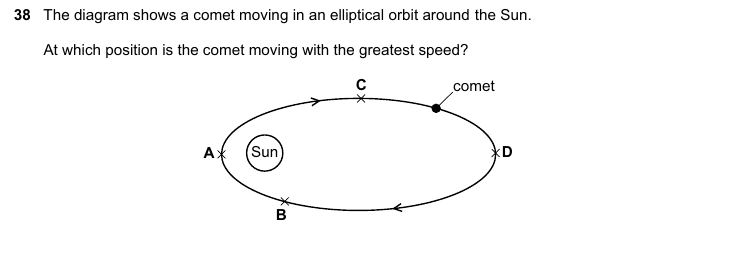 38 The diagram shows a comet moving in an elliptical orbit around the Sun.
At which position is the comet moving with the greatest speed?
C
comet
A
Sun
D
B